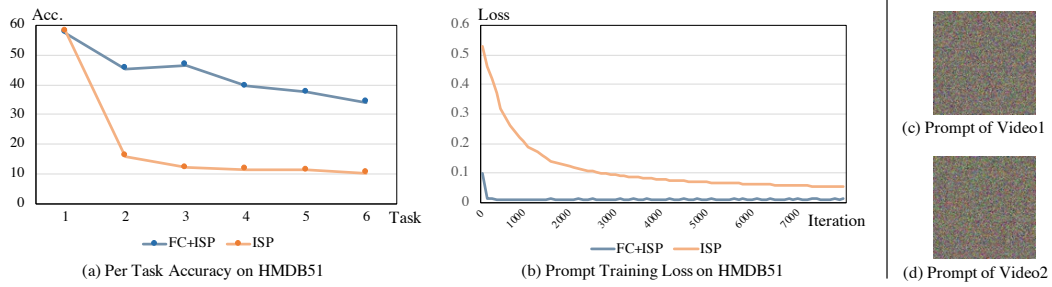 Acc.
60
50
40
30
20
10
0
1 2 3 4 5 6 Task
FC+ISP ISP
(a) Per Task Accuracy on HMDB51
Loss
0.6
0.5
0.4
0.3
0.2
0.1
0
0 1000 2000 3000 4000 5000 6000 7000 Iteration
FC+ISP ISP
(b) Prompt Training Loss on HMDB51
(c) Prompt of Video1
(d) Prompt of Video2